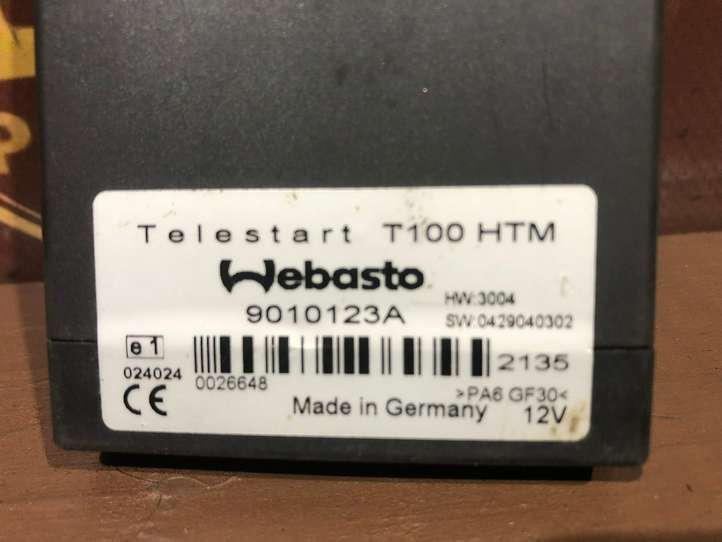 Telestart T100 HTM
Webasto
9010123A
HW:3004
SW:0429040302
e1
024024
0026648
2135
>PA6 GF30<
CE
Made in Germany
12V